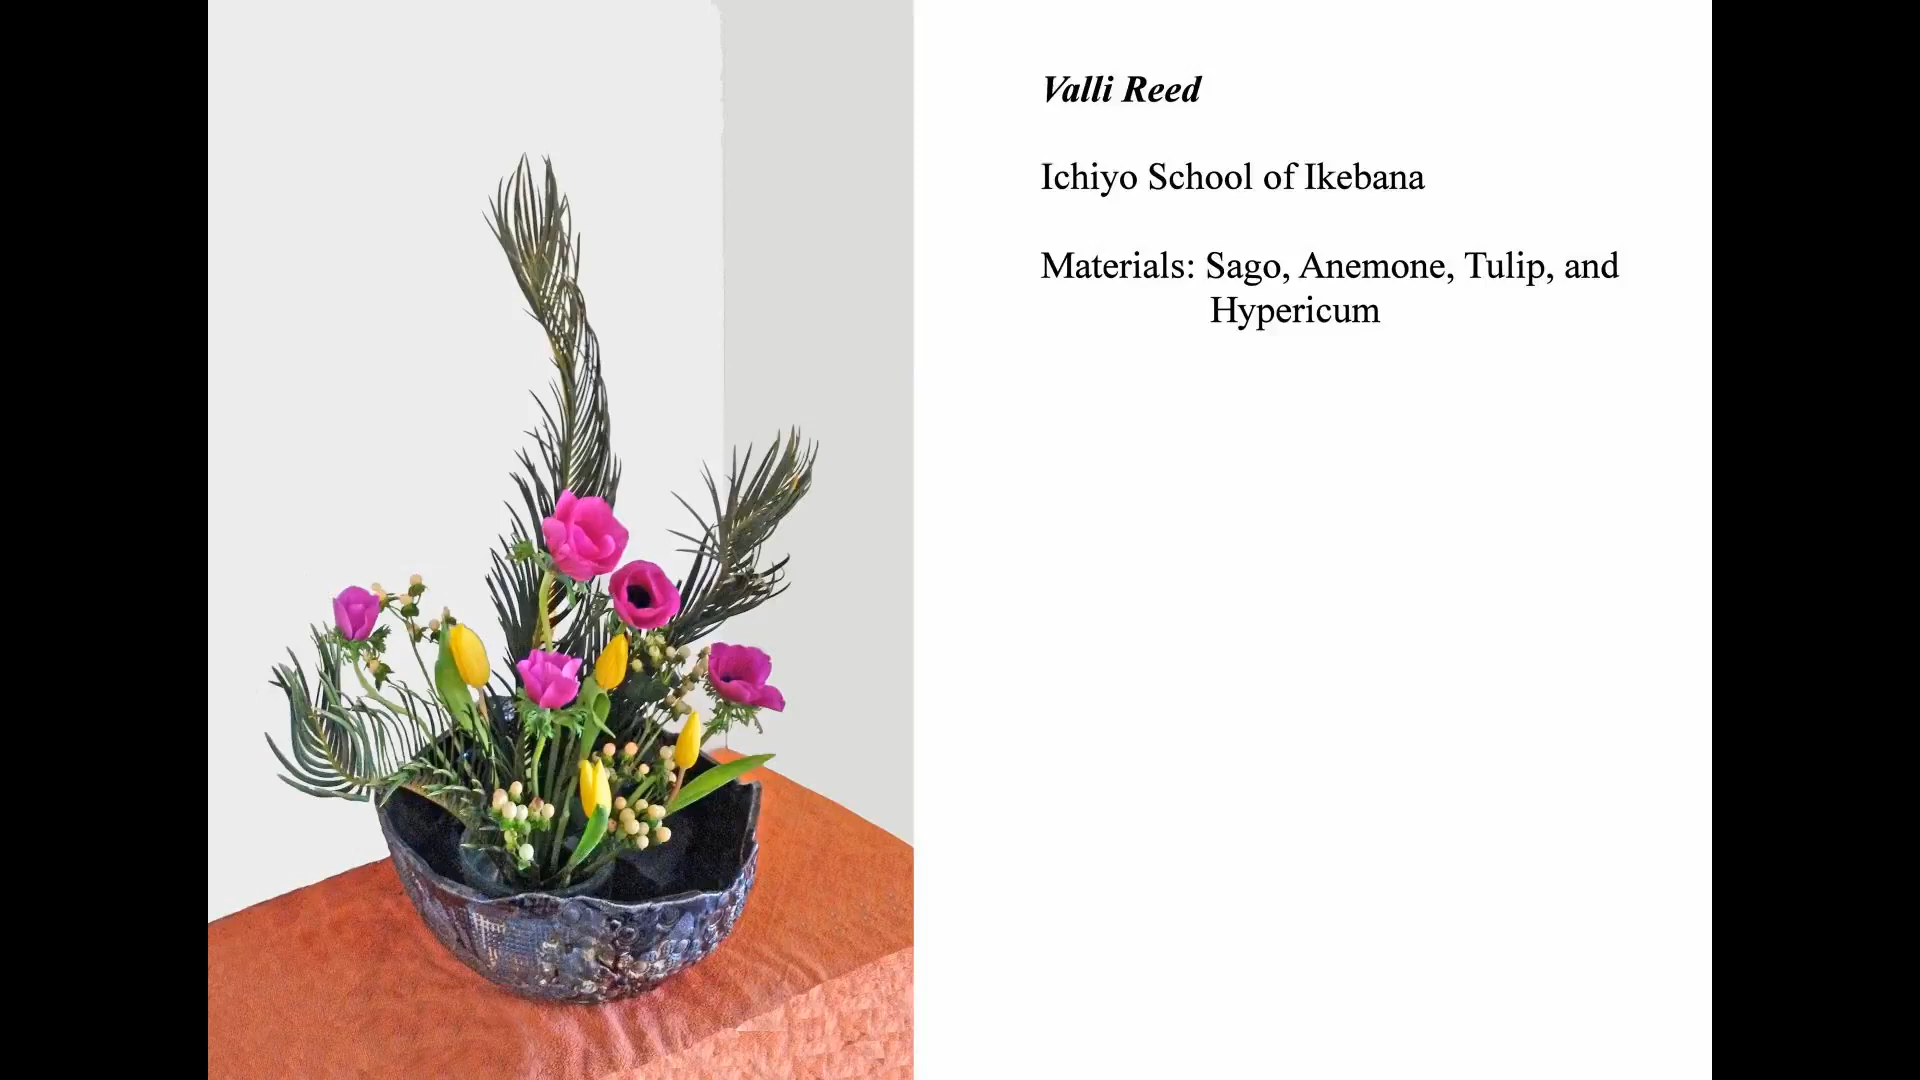 Valli Reed
Ichiyo School of Ikebana
Materials: Sago, Anemone, Tulip, and
Hypericum